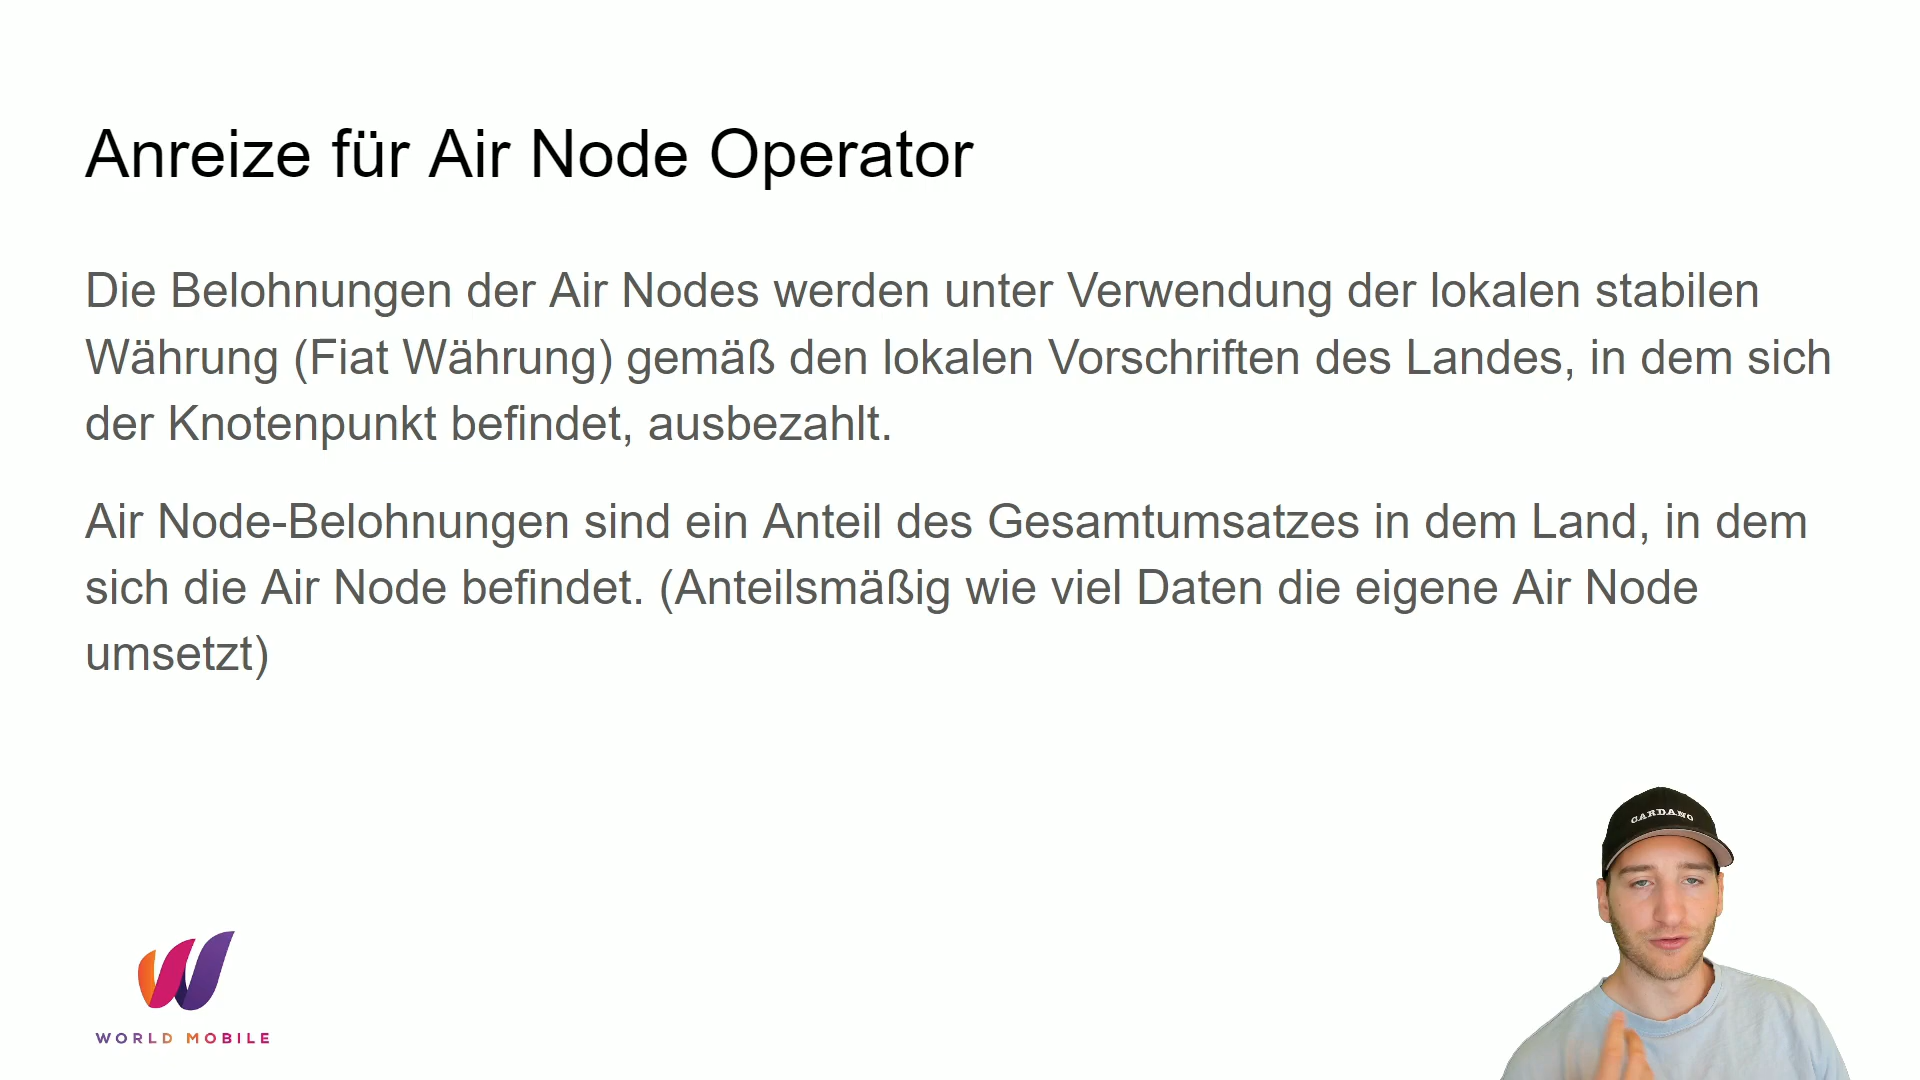 Anreize für Air Node Operator
Die Belohnungen der Air Nodes werden unter Verwendung der lokalen stabilen
Währung (Fiat Währung) gemäß den lokalen Vorschriften des Landes, in dem sich
der Knotenpunkt befindet, ausbezahlt.
Air Node-Belohnungen sind ein Anteil des Gesamtumsatzes in dem Land, in dem
sich die Air Node befindet. (Anteilsmäßig wie viel Daten die eigene Air Node
umsetzt)
CARDANO
WORLD MOBILE